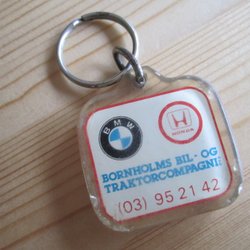 BMW
HONDA
BORNHOLMS BIL- OG
TRAKTORCOMPAGNIE
(03) 95 21 42